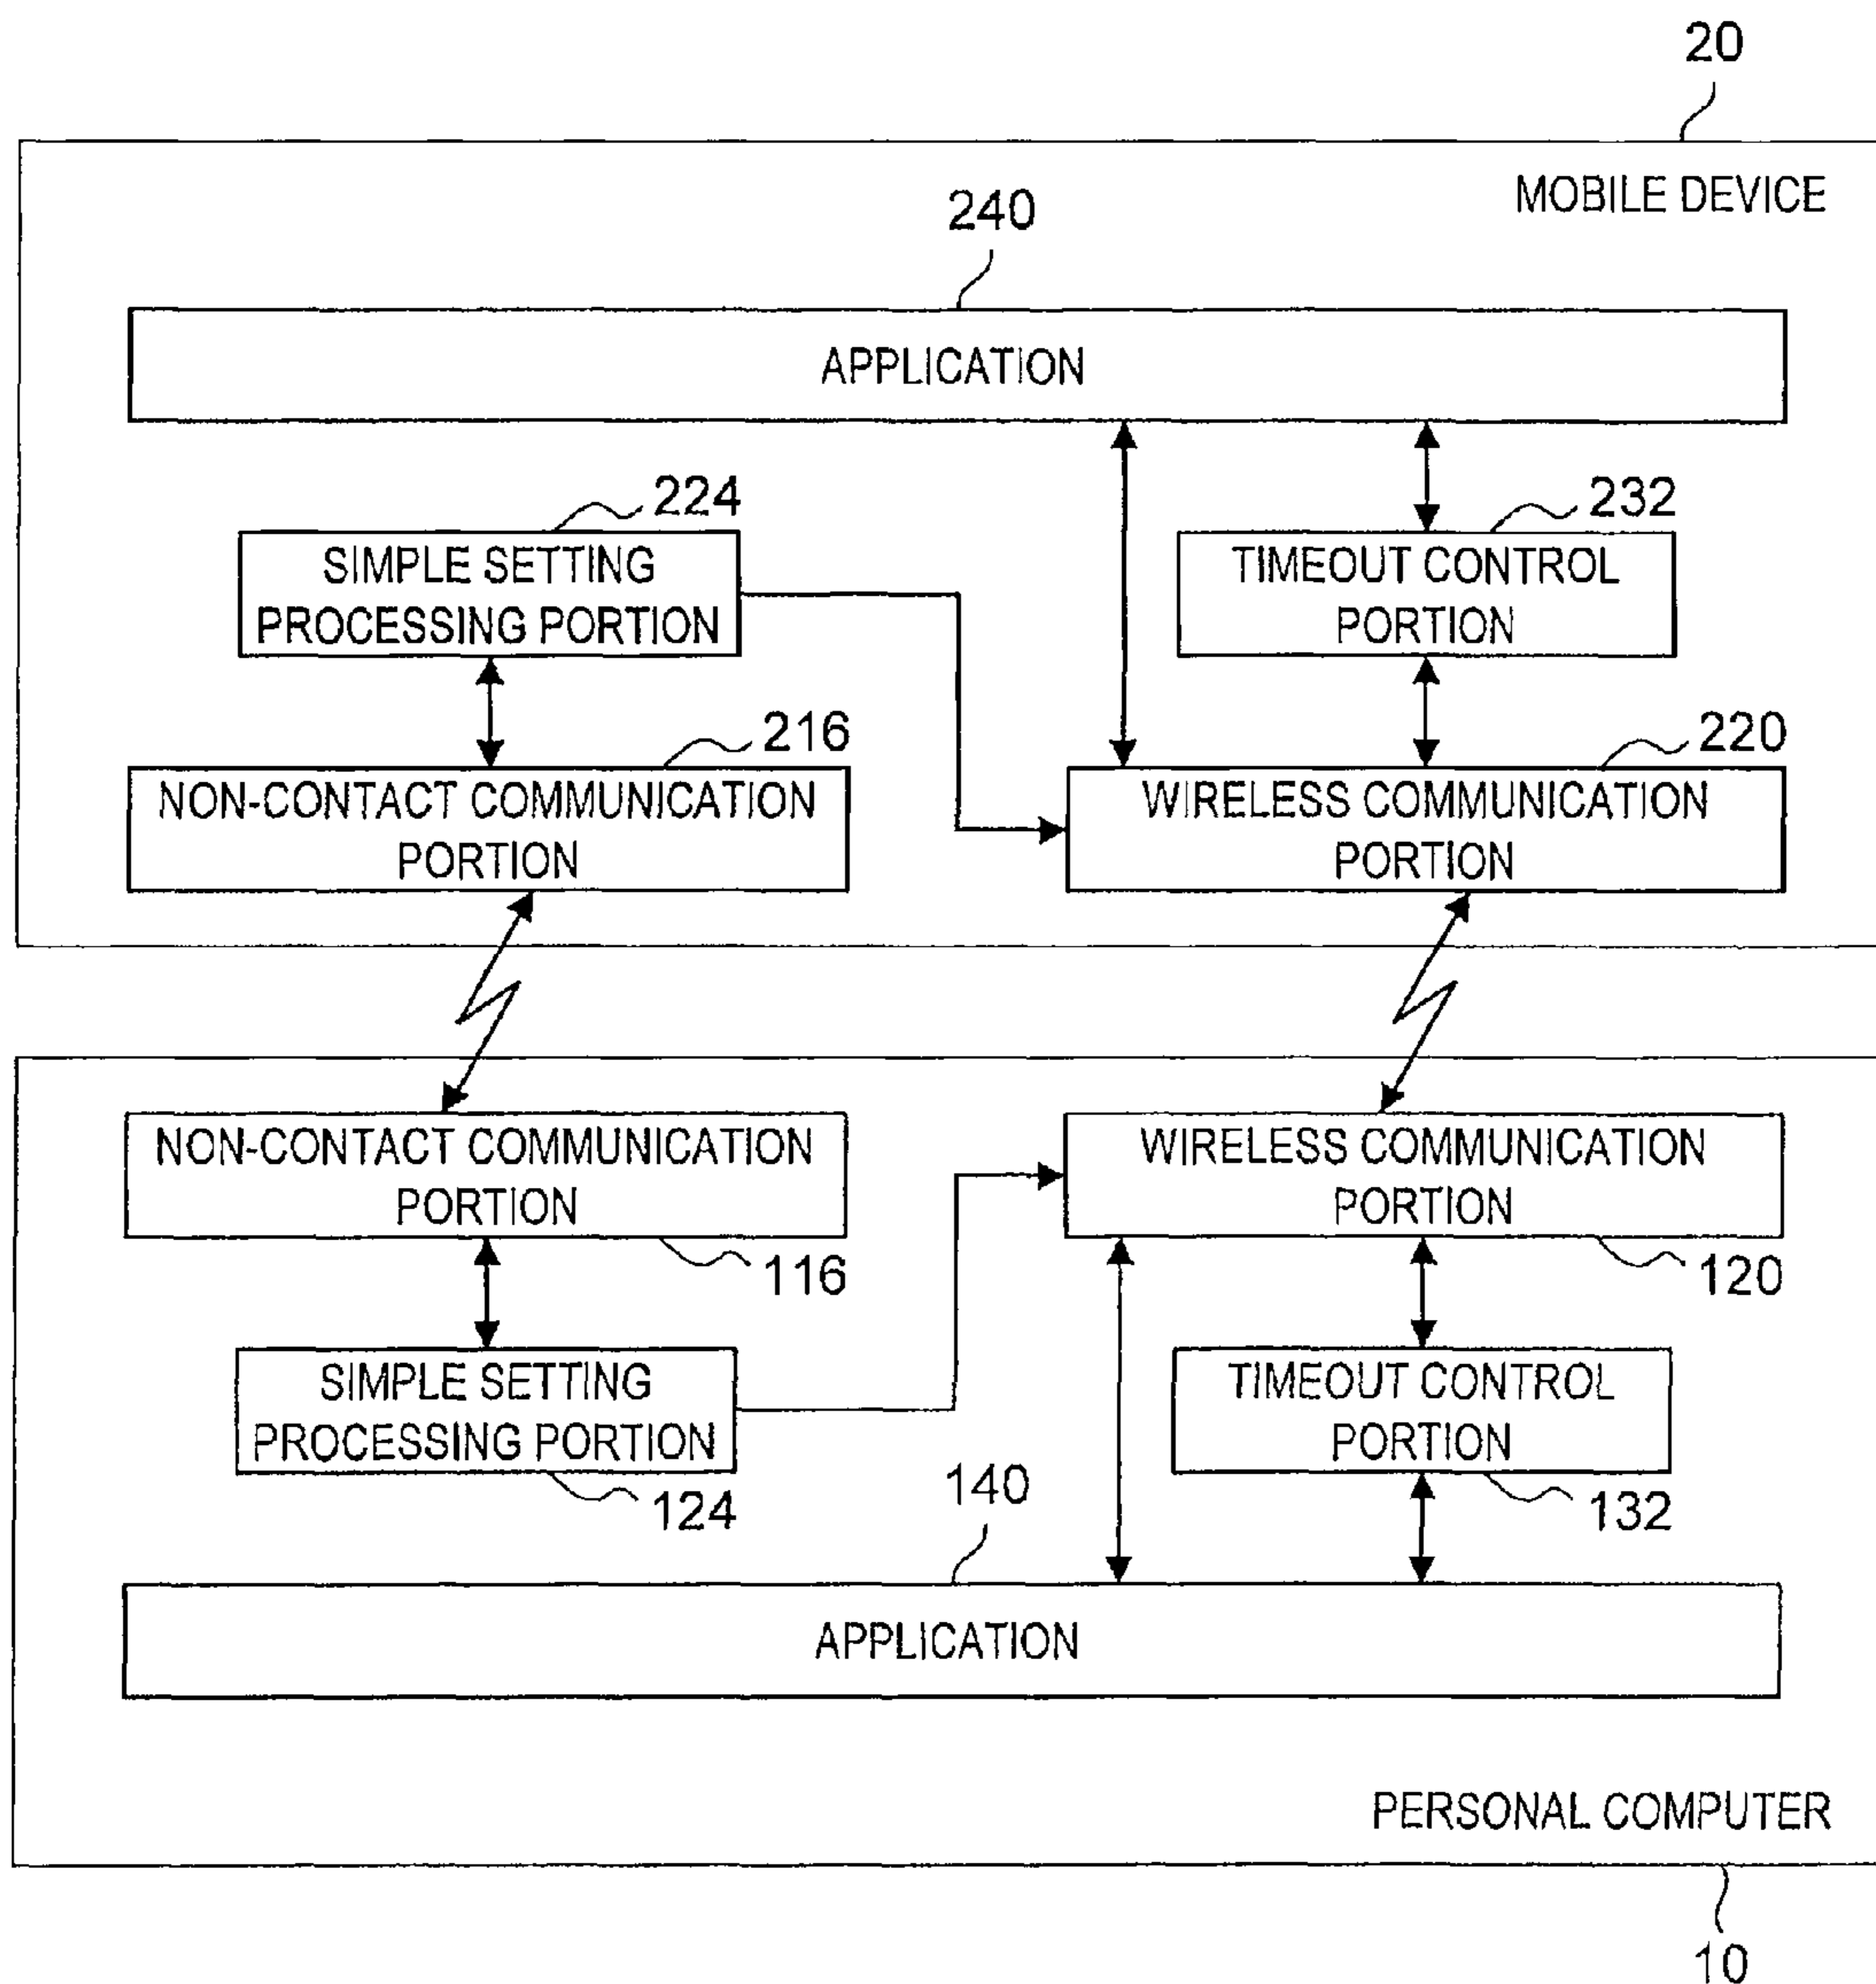 20
MOBILE DEVICE
240
APPLICATION
224
232
SIMPLE SETTING
PROCESSING PORTION
TIMEOUT CONTROL
PORTION
216
220
NON-CONTACT COMMUNICATION
PORTION
WIRELESS COMMUNICATION
PORTION
NON-CONTACT COMMUNICATION
PORTION
WIRELESS COMMUNICATION
PORTION
116
120
SIMPLE SETTING
PROCESSING PORTION
TIMEOUT CONTROL
PORTION
124
140
132
APPLICATION
PERSONAL COMPUTER
10